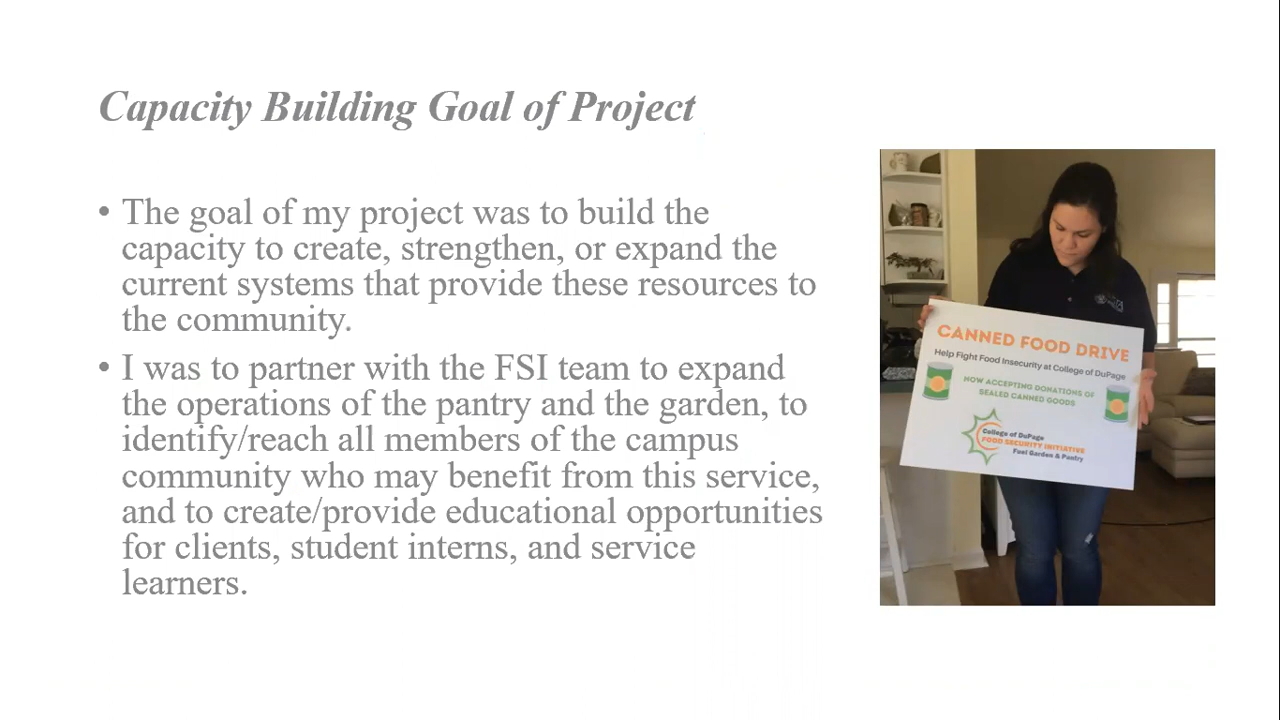 Capacity Building Goal of Project
• The goal of my project was to build the
capacity to create, strengthen, or expand the
current systems that provide these resources to
the community.
• I was to partner with the FSI team to expand
the operations of the pantry and the garden, to
identify/reach all members of the campus
community who may benefit from this service,
and to create/provide educational opportunities
for clients, student interns, and service
learners.
CANNED FOOD DRIVE
Help Fight Food Insecurity at College of DuPage
NOW ACCEPTING DONATIONS OF
SEALED CANNED GOODS
College of DuPage
FOOD SECURITY INITIATIVE
Fuel Garden & Pantry